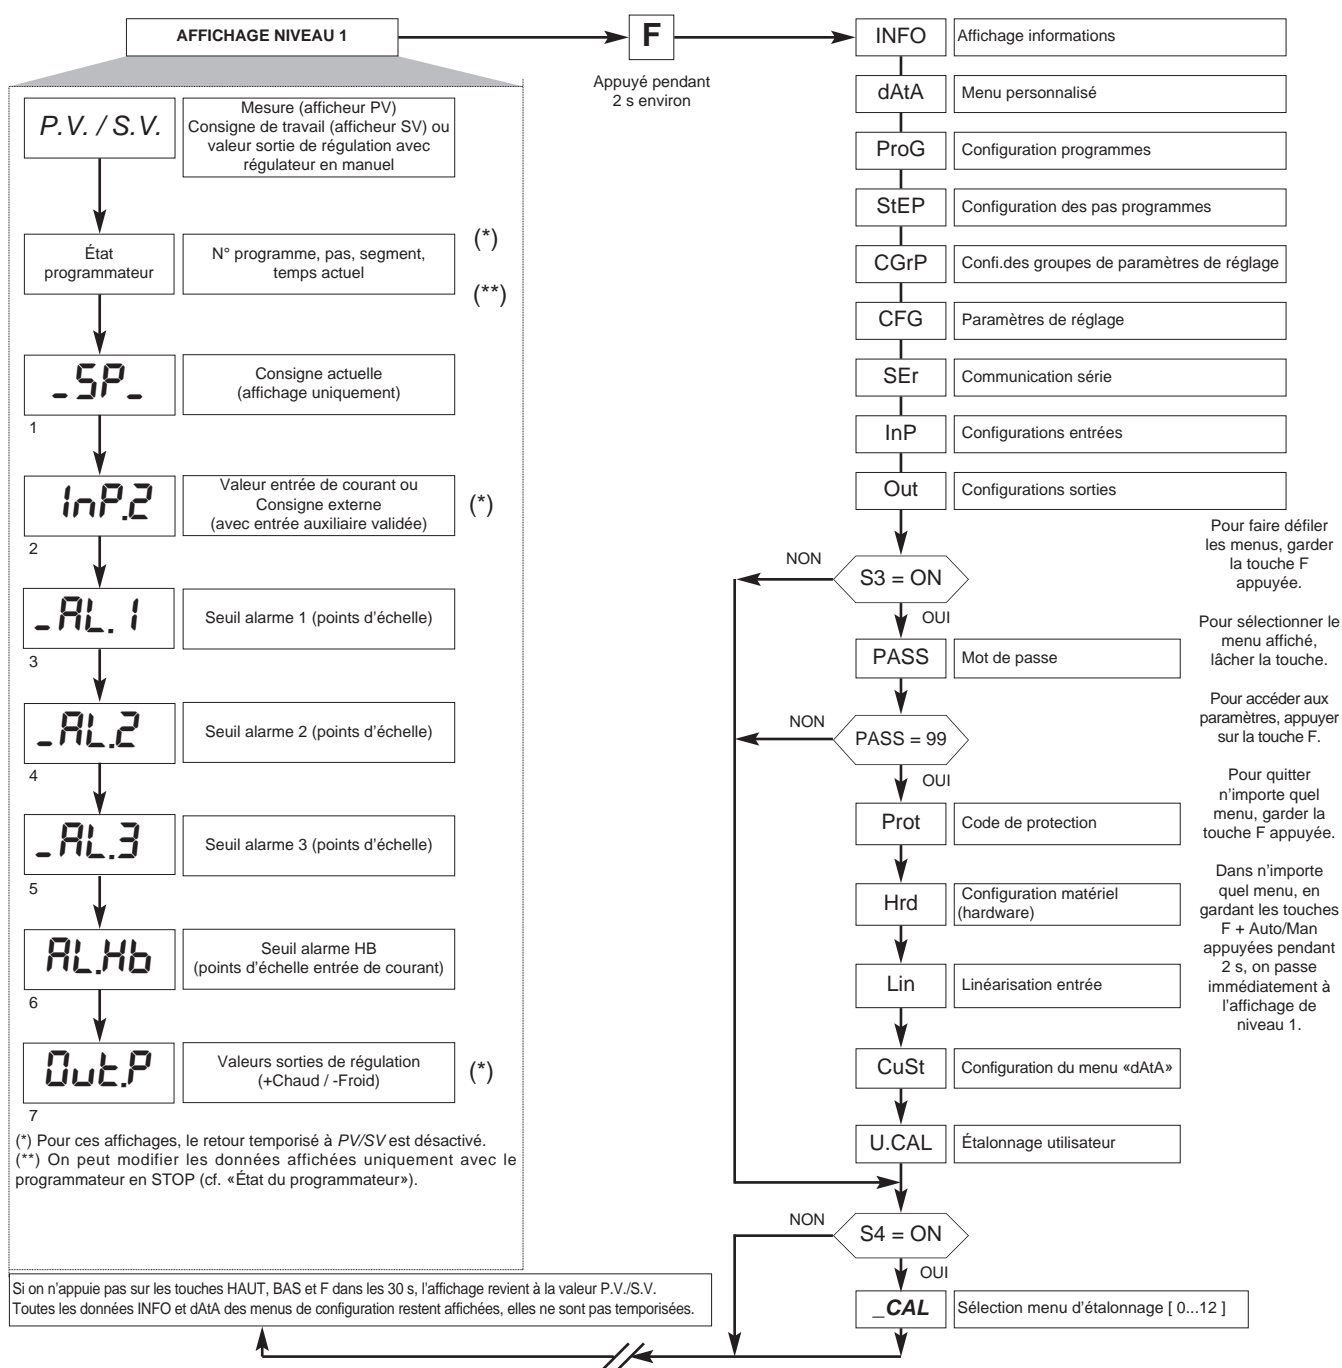 AFFICHAGE NIVEAU 1
F
Appuyé pendant
2 s environ
P.V. / S.V.
Mesure (afficheur PV)
Consigne de travail (afficheur SV) ou
valeur sortie de régulation avec
régulateur en manuel
État
programmateur
N° programme, pas, segment,
temps actuel
(*)
(**)
_SP_
Consigne actuelle
(affichage uniquement)
1
InP.2
Valeur entrée de courant ou
Consigne externe
(avec entrée auxiliaire validée)
(*)
2
_AL. 1
Seuil alarme 1 (points d'échelle)
3
_AL.2
Seuil alarme 2 (points d'échelle)
4
_AL.3
Seuil alarme 3 (points d'échelle)
5
AL.Hb
Seuil alarme HB
(points d'échelle entrée de courant)
6
Out.P
Valeurs sorties de régulation
(+Chaud / -Froid)
(*)
7
(*) Pour ces affichages, le retour temporisé à PV/SV est désactivé.
(**) On peut modifier les données affichées uniquement avec le
programmateur en STOP (cf. «État du programmateur»).
Si on n'appuie pas sur les touches HAUT, BAS et F dans les 30 s, l'affichage revient à la valeur P.V./S.V.
Toutes les données INFO et dAtA des menus de configuration restent affichées, elles ne sont pas temporisées.
INFO
Affichage informations
dAtA
Menu personnalisé
ProG
Configuration programmes
StEP
Configuration des pas programmes
CGrP
Confi.des groupes de paramètres de réglage
CFG
Paramètres de réglage
SEr
Communication série
InP
Configurations entrées
Out
Configurations sorties
NON
S3 = ON
OUI
PASS
Mot de passe
NON
PASS = 99
OUI
Prot
Code de protection
Hrd
Configuration matériel
(hardware)
Lin
Linéarisation entrée
CuSt
Configuration du menu «dAtA»
U.CAL
Étalonnage utilisateur
NON
S4 = ON
OUI
_CAL
Sélection menu d'étalonnage [ 0...12 ]
Pour faire défiler
les menus, garder
la touche F
appuyée.
Pour sélectionner le
menu affiché,
lâcher la touche.
Pour accéder aux
paramètres, appuyer
sur la touche F.
Pour quitter
n'importe quel
menu, garder la
touche F appuyée.
Dans n'importe
quel menu, en
gardant les touches
F + Auto/Man
appuyées pendant
2 s, on passe
immédiatement à
l'affichage de
niveau 1.